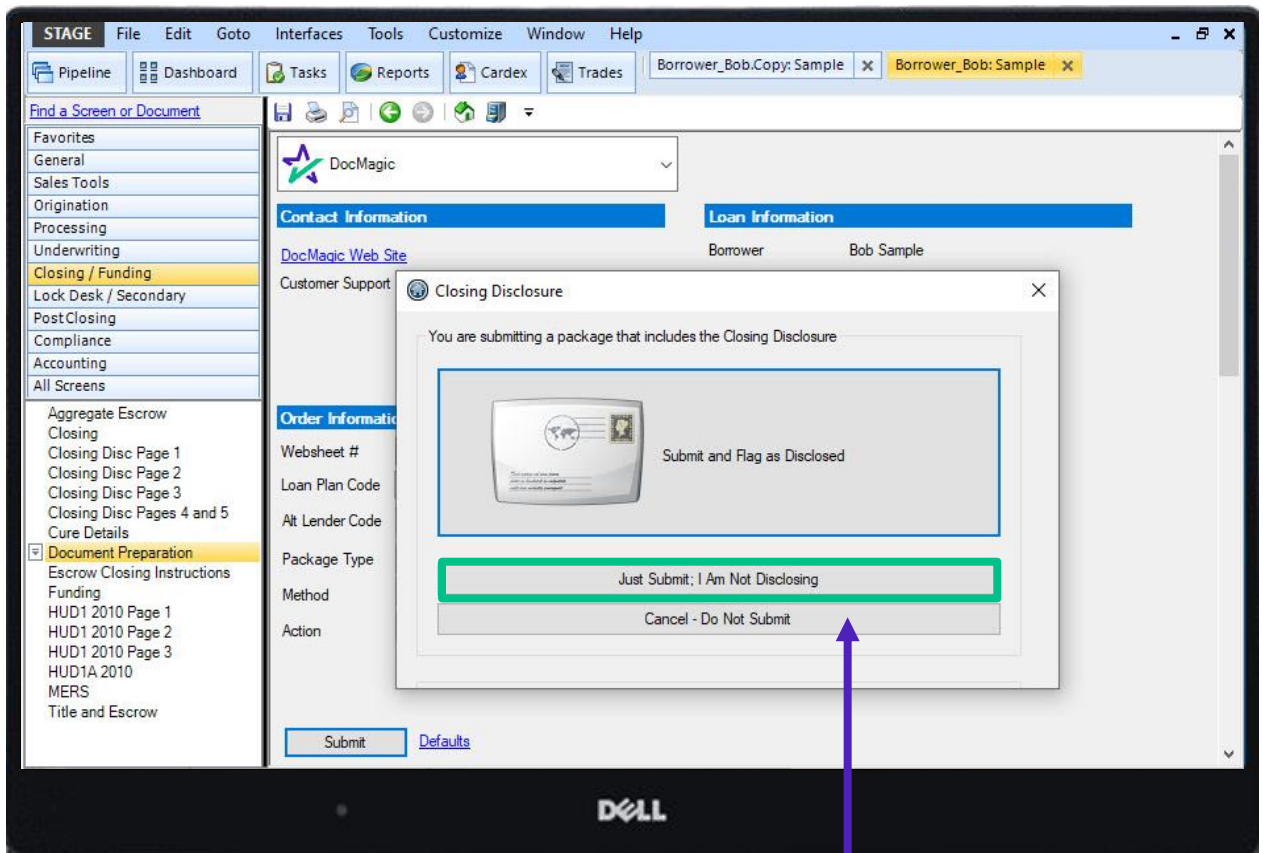 STAGE File Edit Goto Interfaces Tools Customize Window Help
Pipeline Dashboard Tasks Reports Cardex Trades Borrower_Bob.Copy: Sample Borrower_Bob: Sample
Find a Screen or Document
Favorites
General
Sales Tools
Origination
Processing
Underwriting
Closing / Funding
Lock Desk / Secondary
Post Closing
Compliance
Accounting
All Screens
Aggregate Escrow
Closing
Closing Disc Page 1
Closing Disc Page 2
Closing Disc Page 3
Closing Disc Pages 4 and 5
Cure Details
Document Preparation
Escrow Closing Instructions
Funding
HUD1 2010 Page 1
HUD1 2010 Page 2
HUD1 2010 Page 3
HUD1A 2010
MERS
Title and Escrow
DocMagic
Contact Information
DocMagic Web Site
Customer Support
Loan Information
Borrower Bob Sample
Order Informatio
Websheet #
Loan Plan Code
Alt Lender Code
Package Type
Method
Action
Submit Defaults
Closing Disclosure
You are submitting a package that includes the Closing Disclosure
Submit and Flag as Disclosed
Just Submit; I Am Not Disclosing
Cancel - Do Not Submit
DELL